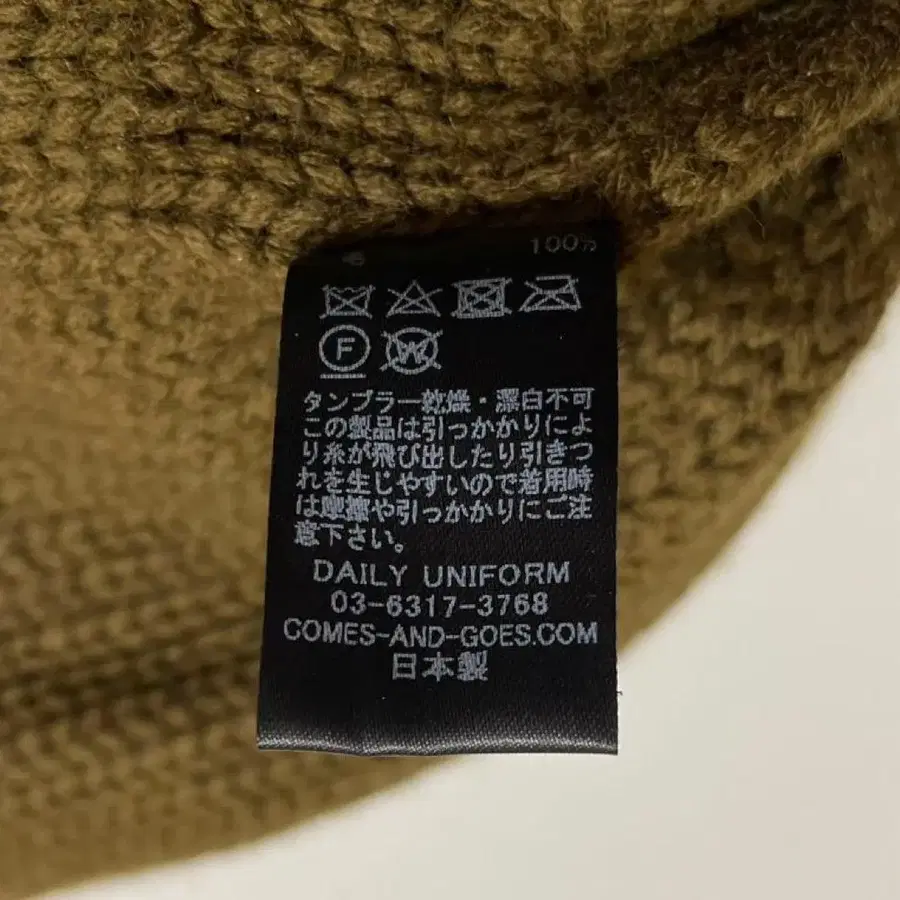 100%
F
W
タンブラー乾燥・漂白不可
この製品は引っかかりによ
り糸が飛び出したり引きつ
れを生じやすいので着用時
は摩擦や引っかかりにご注
意下さい。
DAILY UNIFORM
03-6317-3768
COMES-AND-GOES.COM
日本製